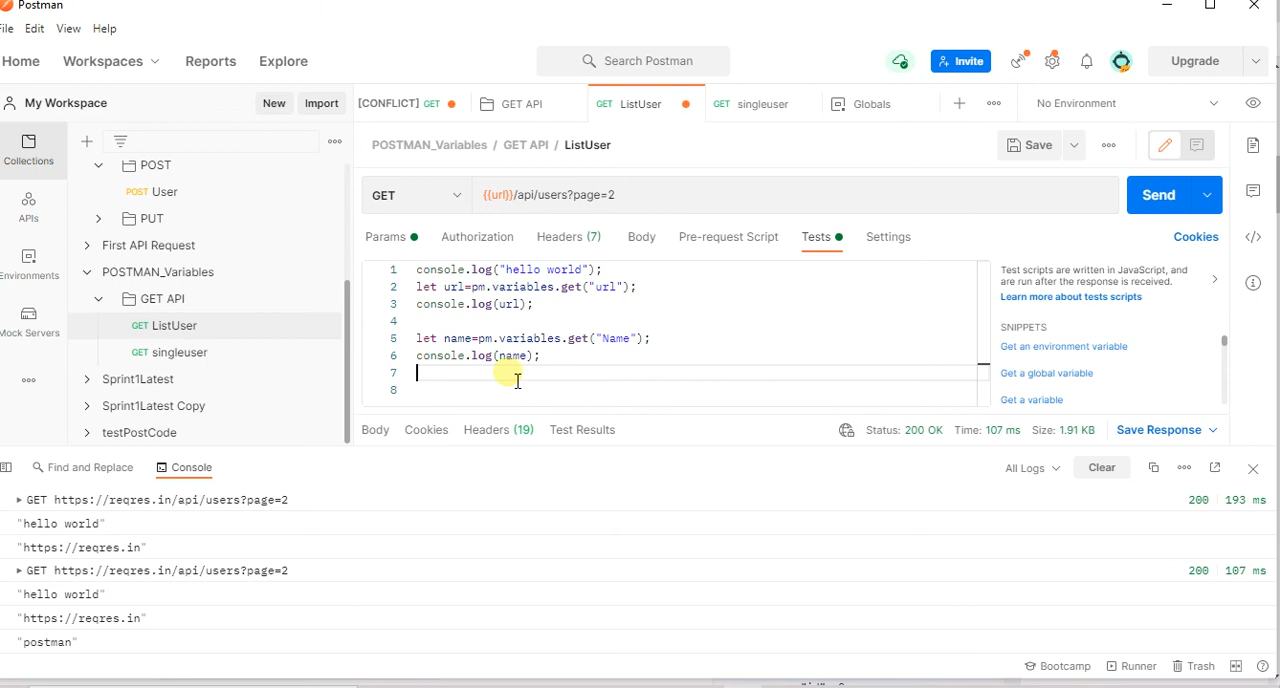 Postman
File Edit View Help
Home Workspaces Reports Explore
Search Postman
Invite
Upgrade
My Workspace
New Import
[CONFLICT] GET
GET API
GET ListUser
GET singleuser
Globals
No Environment
Collections
APIs
Environments
Mock Servers
POST
POST User
PUT
First API Request
POSTMAN_Variables
GET API
GET ListUser
GET singleuser
Sprint1Latest
Sprint1Latest Copy
testPostCode
POSTMAN_Variables / GET API / ListUser
Save
GET {{url}}/api/users?page=2
Send
Params Authorization Headers (7) Body Pre-request Script Tests Settings
Cookies
1 console.log("hello world");
2 let url=pm.variables.get("url");
3 console.log(url);
4
5 let name=pm.variables.get("Name");
6 console.log(name);
7
8
Test scripts are written in JavaScript, and
are run after the response is received.
Learn more about tests scripts
SNIPPETS
Get an environment variable
Get a global variable
Get a variable
Body Cookies Headers (19) Test Results
Status: 200 OK Time: 107 ms Size: 1.91 KB
Save Response
Find and Replace Console
All Logs Clear
GET https://reqres.in/api/users?page=2 200 193 ms
"hello world"
"https://reqres.in"
GET https://reqres.in/api/users?page=2 200 107 ms
"hello world"
"https://reqres.in"
"postman"
Bootcamp Runner Trash